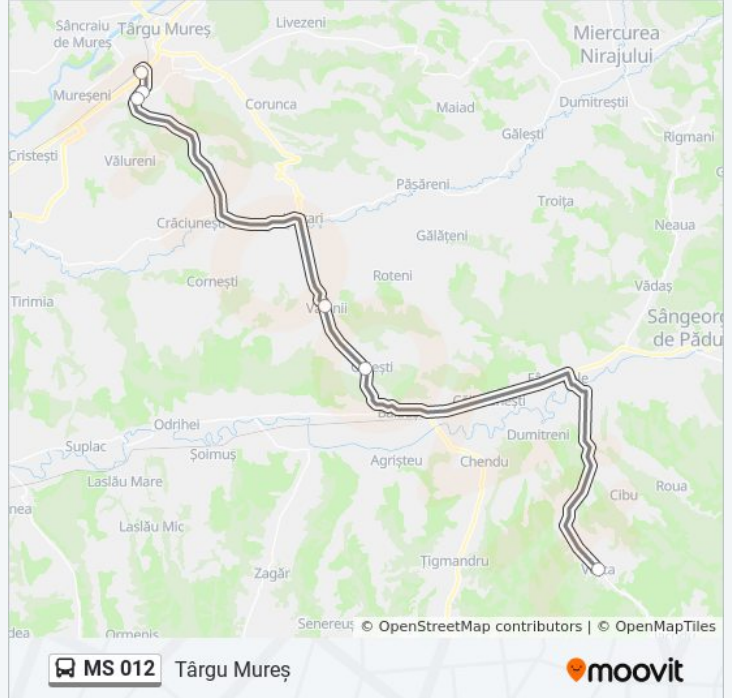 Sâncraiu
de Mureș
Târgu Mureș
Livezeni
Miercurea
Nirajului
Mureșeni
Corunca
Maiad
Dumitreștii
Gălești
Rigmani
Cristești
Vălureni
Păsăreni
Troița
Crăciunești
Neaua
Gălățeni
Cornești
Roteni
Vădaș
Tirimia
Sângeorg
de Pădu
Odrihei
Dumitreni
Suplac
Șoimuș
Agrișteu
Chendu
Laslău Mare
Cibu
Roua
Laslău Mic
Tigmandru
Zagăr
Ormeniș
© OpenStreetMap contributors | © OpenMapTiles
MS 012
Târgu Mureș
moovit